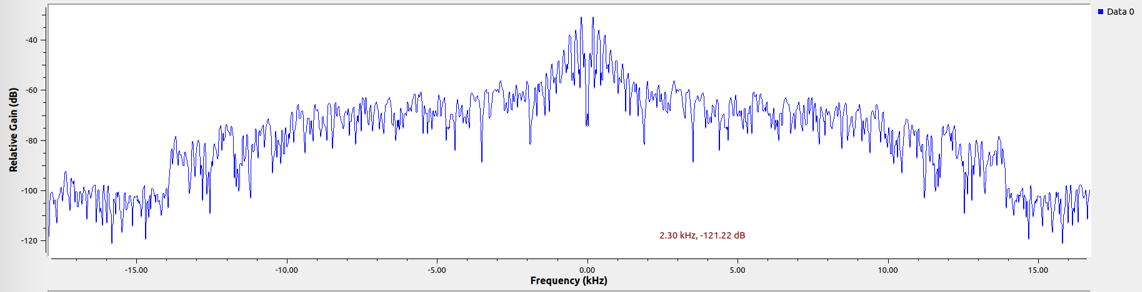 Data 0
Relative Gain (dB)
-40
-60
-80
-100
-120
2.30 kHz, -121.22 dB
-15.00 -10.00 -5.00 0.00 5.00 10.00 15.00
Frequency (kHz)